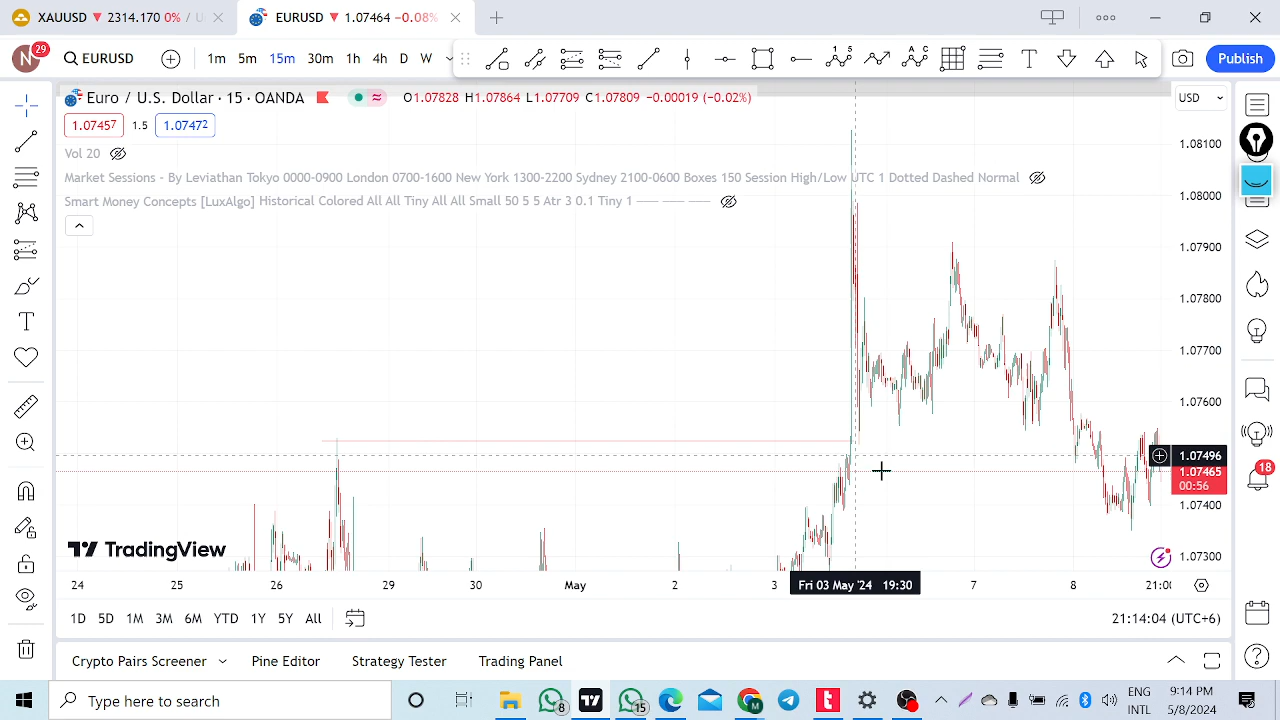 XAUUSD ▼ 2314.170 0% U
EURUSD ▼ 1.07464 −0.08%
N 29 EURUSD 1m 5m 15m 30m 1h 4h D W Publish
Euro / U.S. Dollar · 15 · OANDA O1.07828 H1.07864 L1.07709 C1.07809 −0.00019 (−0.02%) USD
1.07457 1.5 1.07472
Vol 20
Market Sessions - By Leviathan Tokyo 0000-0900 London 0700-1600 New York 1300-2200 Sydney 2100-0600 Boxes 150 Session High/Low UTC 1 Dotted Dashed Normal
Smart Money Concepts [LuxAlgo] Historical Colored All All Tiny All All Small 50 5 5 Atr 3 0.1 Tiny 1
1.08100
1.08000
1.07900
1.07800
1.07700
1.07600
1.07496
1.07465
00:56
1.07400
1.07300
18
TradingView
24 25 26 29 30 May 2 3 Fri 03 May '24 19:30 7 8 21:00
1D 5D 1M 3M 6M YTD 1Y 5Y All 21:14:04 (UTC+6)
Crypto Pairs Screener Pine Editor Strategy Tester Trading Panel
Type here to search 8 15 M t ENG INTL 9:14 PM 5/8/2024